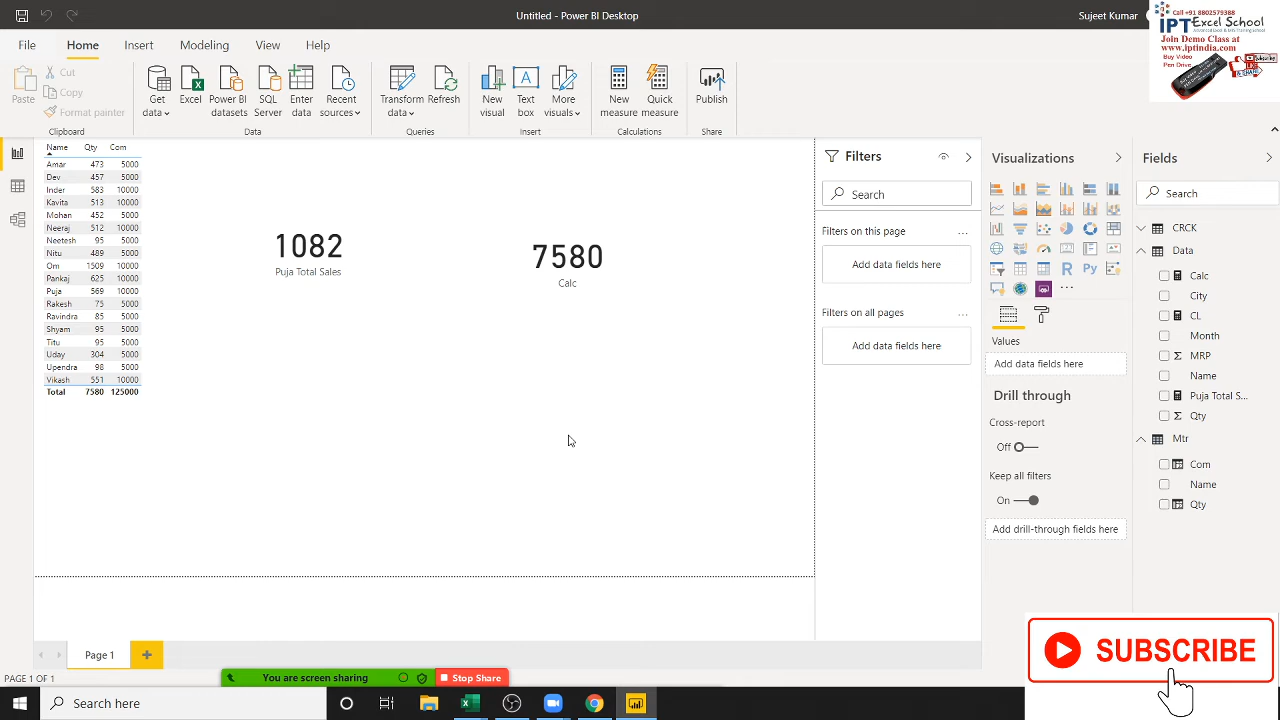 Untitled - Power BI Desktop
Sujeet Kumar
Call +91 8802579388
IPT Excel School
Advanced Excel & VBA Training School
Join Demo Class at
www.iptindia.com
Buy Video
Pen Drive
File Home Insert Modeling View Help
Paste
Cut
Copy
Format painter
Clipboard
Get data
Excel
Power BI datasets
SQL Server
Enter data
Recent sources
Data
Transform data
Refresh
Queries
New visual
Text box
More visuals
Insert
New measure
Quick measure
Calculations
Publish
Share
Name Qty Com
Amar 473 5000
Dev 457 5000
Inder 583 10000
Kavita 513 10000
Mohan 452 5000
Neeraj 512 10000
Neetesh 95 5000
Nitu 489 5000
Om 1509 10000
Pankaj 625 10000
Puja 569 10000
Rakesh 75 5000
Ravindra 85 5000
Shyam 95 5000
Titu 95 5000
Uday 304 5000
Upendra 98 5000
Vikash 551 10000
Total 7580 125000
1082
Puja Total Sales
7580
Calc
Filters
Search
Filters on this page ...
Add data fields here
Filters on all pages ...
Add data fields here
Visualizations
R Py
...
Values
Add data fields here
Drill through
Cross-report
Off
Keep all filters
On
Add drill-through fields here
Fields
Search
CRCK
Data
Calc
City
CL
Month
MRP
Name
Puja Total S...
Qty
Mtr
Com
Name
Qty
SUBSCRIBE
Page 1
PAGE 1 OF 1
You are screen sharing
Stop Share
Search here